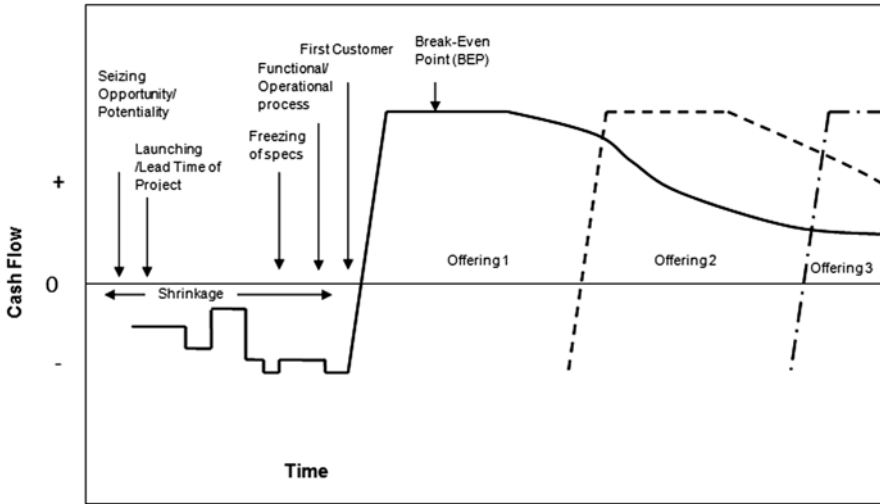 First Customer
Break-Even
Point (BEP)
Seizing
Opportunity/
Potentiality
Functional/
Operational
process
Launching
/Lead Time of
Project
Freezing
of specs
+
Cash Flow
0
-
Shrinkage
Offering 1
Offering 2
Offering 3
Time